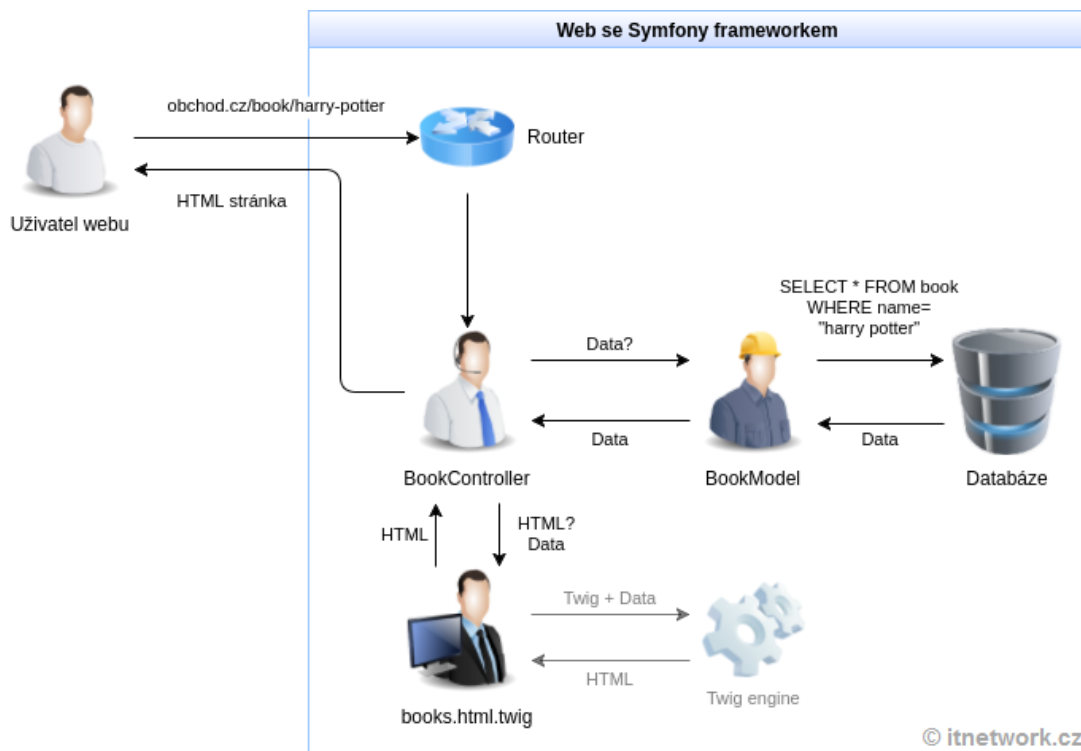 Web se Symfony frameworkem
obchod.cz/book/harry-potter
Router
HTML stránka
Uživatel webu
SELECT * FROM book
WHERE name=
"harry potter"
Data?
Data
Data
BookController
BookModel
Databáze
HTML
HTML?
Data
Twig + Data
HTML
Twig engine
books.html.twig
© itnetwork.cz